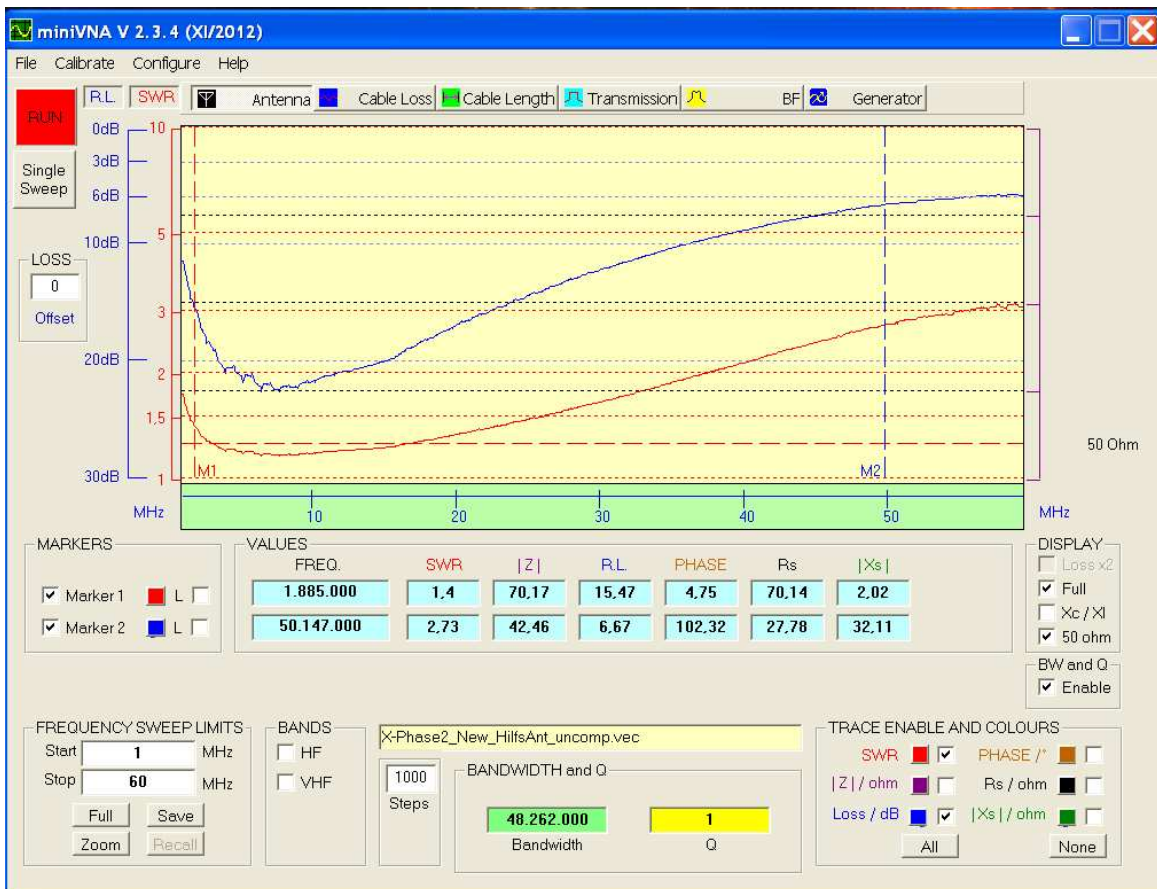 miniVNA V 2.3.4 (XI/2012)
File Calibrate Configure Help
RUN
Single
Sweep
R.L. SWR Antenna Cable Loss Cable Length Transmission BF Generator
0dB 10
3dB
6dB
5
10dB
3
20dB
2
1,5
30dB 1
LOSS
0
Offset
M1 M2
50 Ohm
MHz 10 20 30 40 50 MHz
MARKERS
Marker 1 L
Marker 2 L
VALUES
FREQ. SWR |Z| R.L. PHASE Rs |Xs|
1.885.000 1,4 70,17 15,47 4,75 70,14 2,02
50.147.000 2,73 42,46 6,67 102,32 27,78 32,11
DISPLAY
Loss x2
Full
Xc / Xl
50 ohm
BW and Q
Enable
FREQUENCY SWEEP LIMITS
Start 1 MHz
Stop 60 MHz
Full Save
Zoom Recall
BANDS
HF
VHF
X-Phase2_New_HilfsAnt_uncomp.vec
1000
Steps
BANDWIDTH and Q
48.262.000 1
Bandwidth Q
TRACE ENABLE AND COLOURS
SWR PHASE /°
|Z| / ohm Rs / ohm
Loss / dB |Xs| / ohm
All None